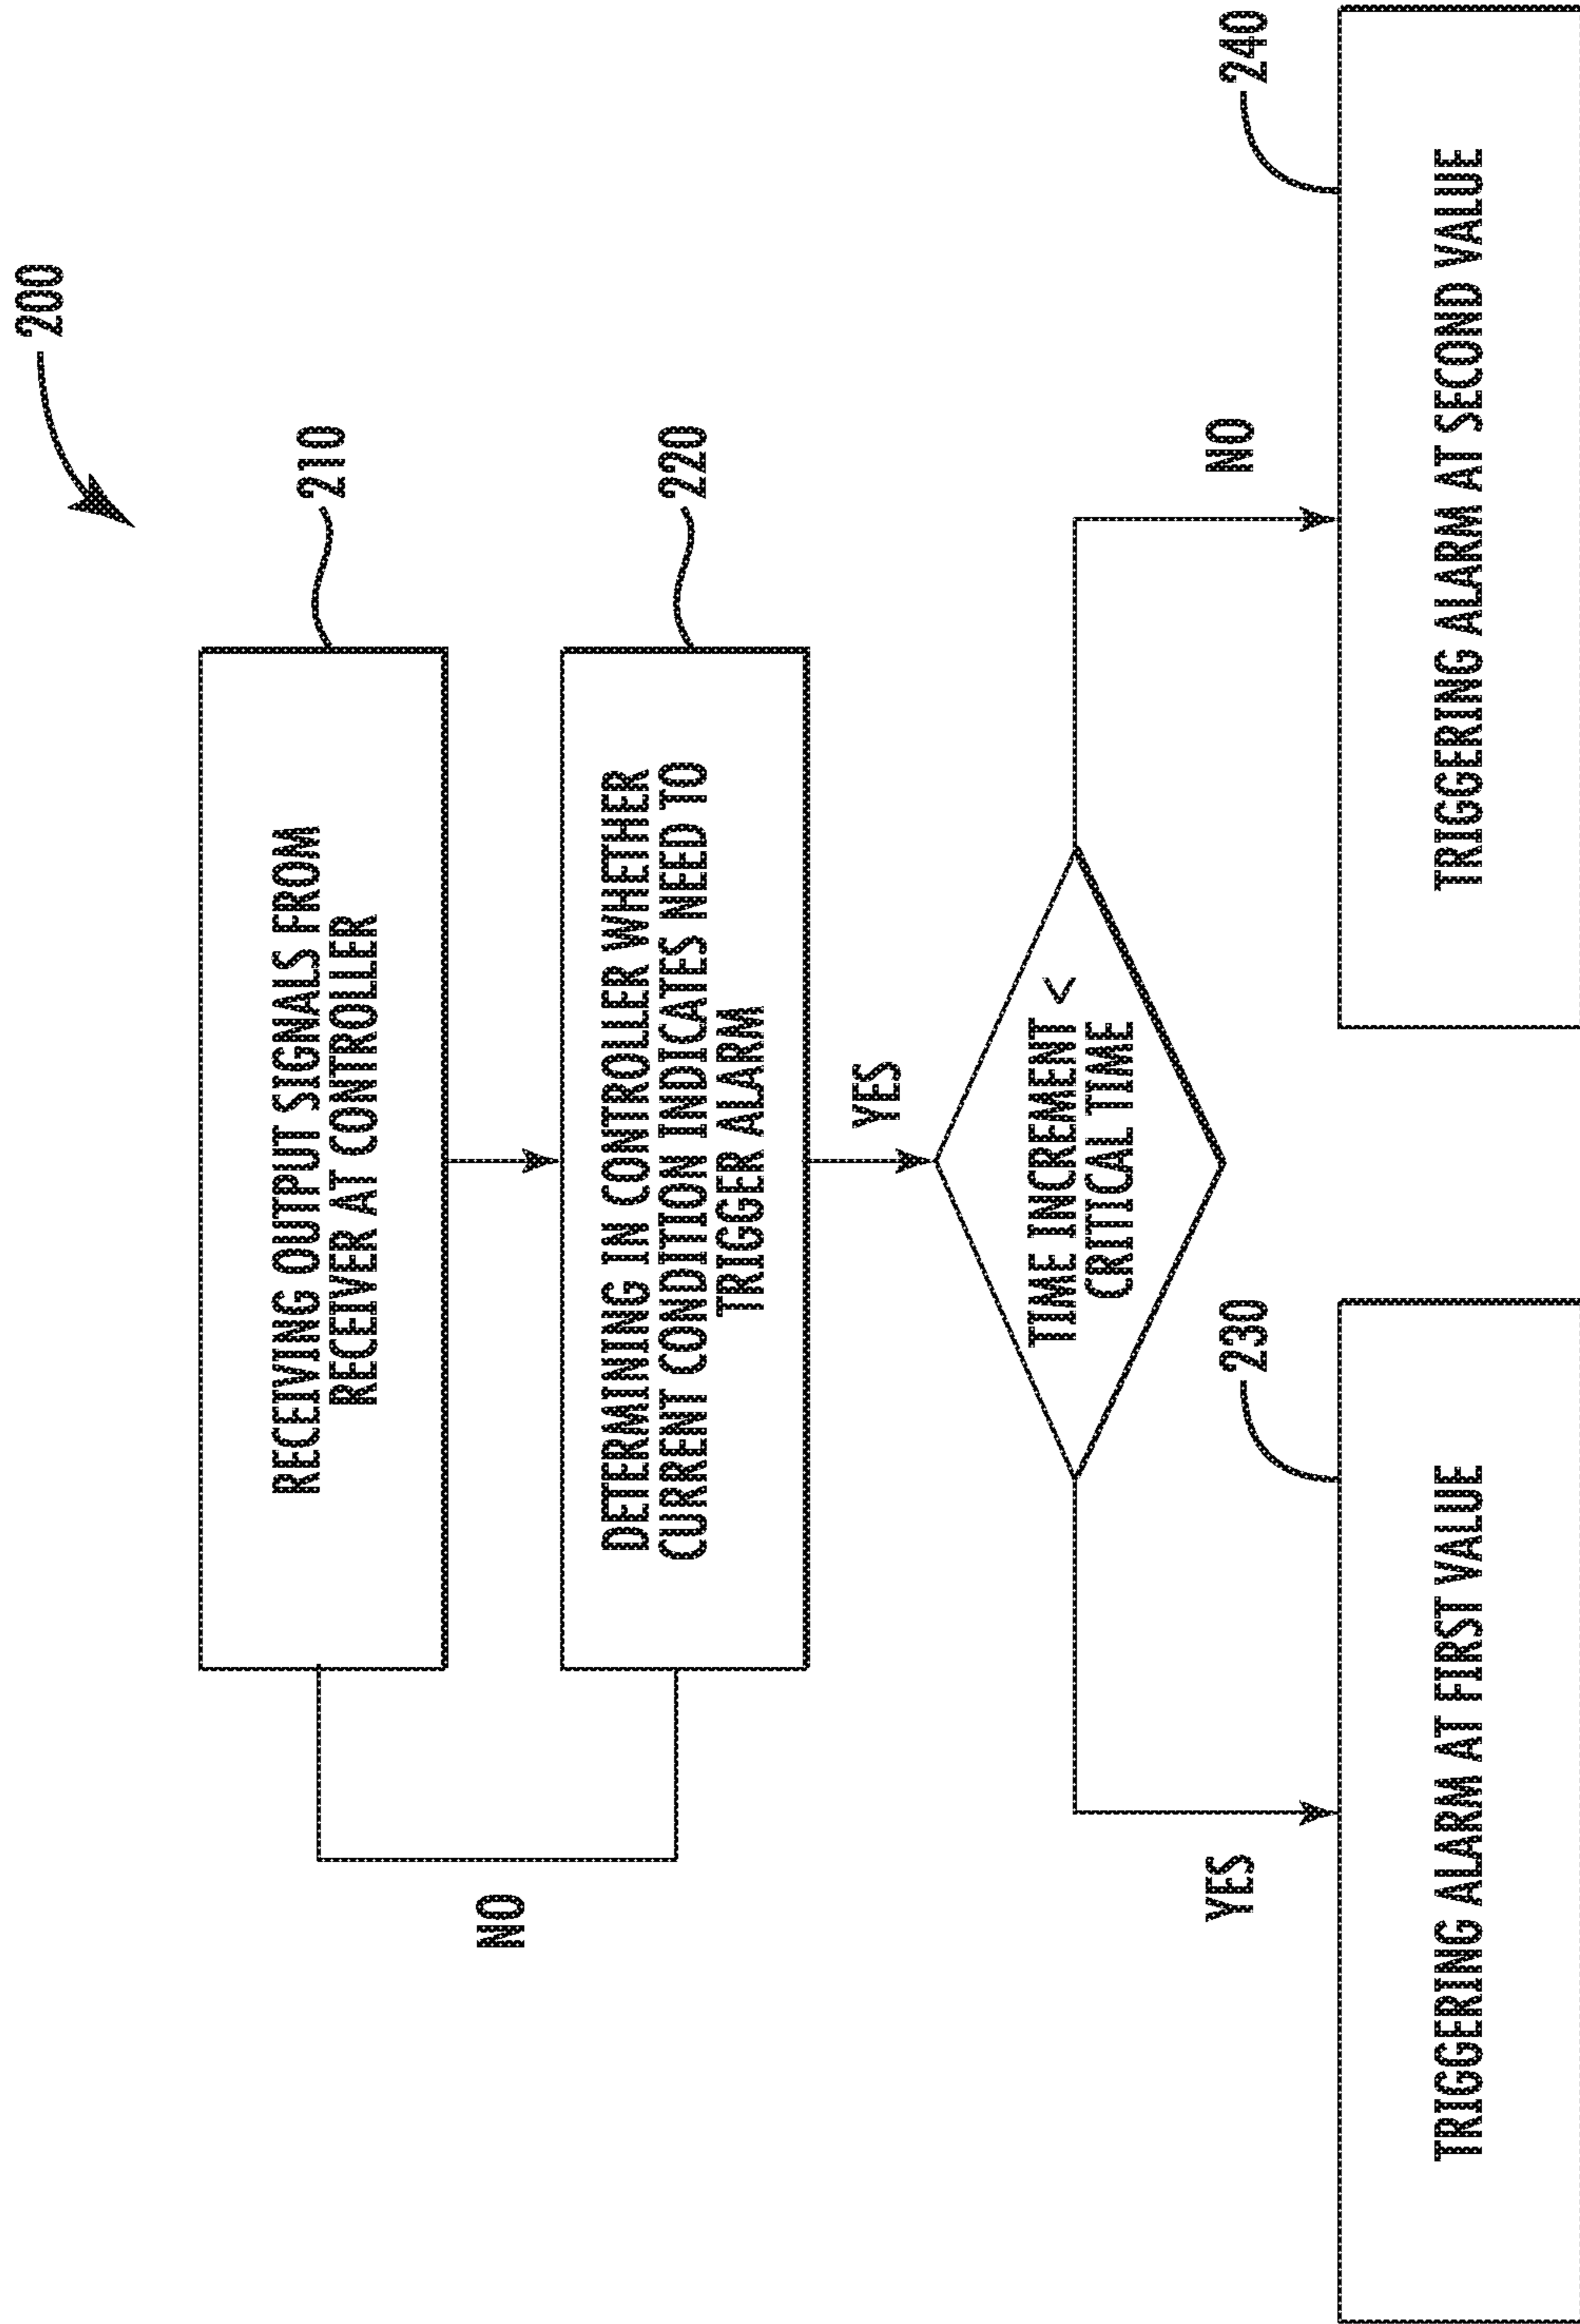 200
RECEIVING OUTPUT SIGNALS FROM
RECEIVER AT CONTROLLER
210
DETERMINING IN CONTROLLER WHETHER
CURRENT CONDITION INDICATES NEED TO
TRIGGER ALARM
220
NO
YES
TIME INCREMENT <
CRITICAL TIME
YES
NO
230
240
TRIGGERING ALARM AT FIRST VALUE
TRIGGERING ALARM AT SECOND VALUE